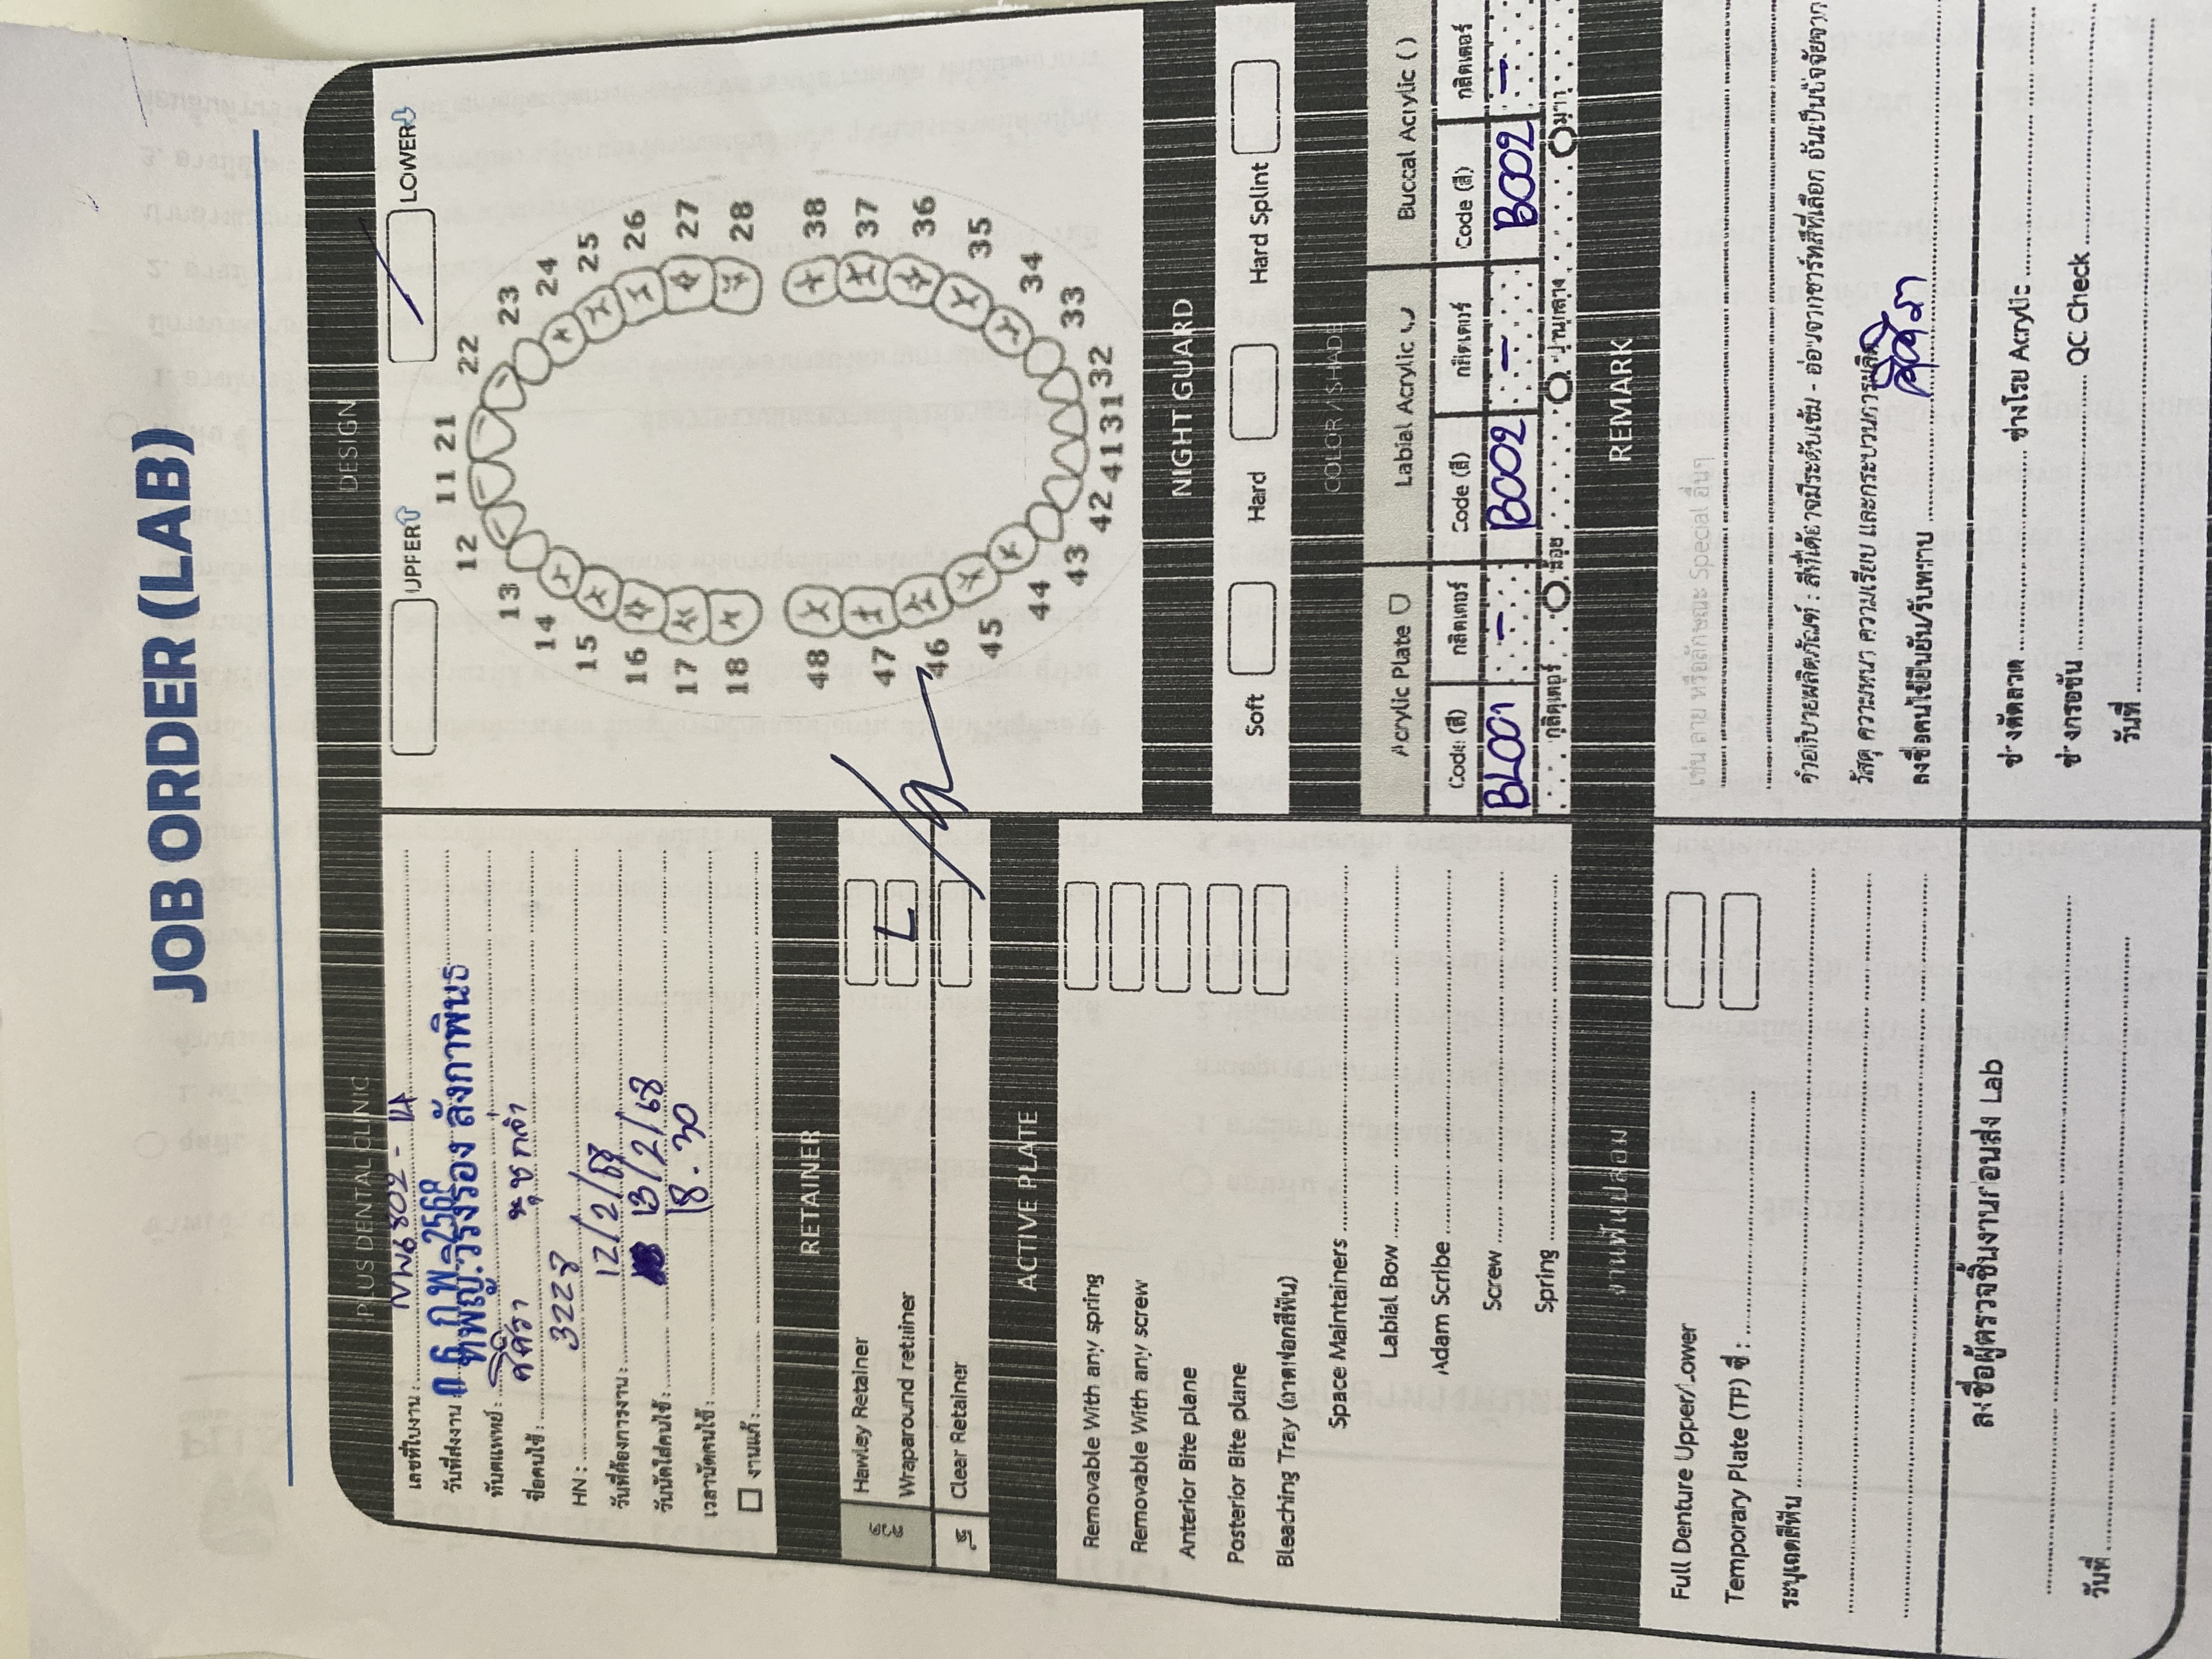 JOB ORDER (LAB)
PLUS DENTAL CLINIC
เลขที่ใบงาน : 6802 - 14
วันที่ส่งงาน : 06 ก.พ. 2568
ทันตแพทย์ : ทพญ.วิรงรอง ลังกาพินธ
ชื่อคนไข้ : ศิศิรา นุชกล่ำ
HN : 3228
วันที่ต้องการงาน : 12/2/68
วันนัดใส่คนไข้ : 13/2/68
เวลานัดคนไข้ : 18.30
งานแก้ :
DESIGN
UPPER LOWER
11 21
12 22
13 23
14 24
15 25
16 26
17 27
18 28
48 38
47 37
46 36
45 35
44 34
43 33
42 41 31 32
RETAINER
ลวด
Hawley Retainer
Wraparound retainer L
ใส
Clear Retainer
ACTIVE PLATE
Removable With any spring
Removable With any screw
Anterior Bite plane
Posterior Bite plane
Bleaching Tray (ถาดฟอกสีฟัน)
Space Maintainers
Labial Bow
Adam Scribe
Screw
Spring
NIGHT GUARD
Soft Hard Hard Splint
COLOR / SHADE
Acrylic Plate Labial Acrylic Buccal Acrylic ( )
Code (สี) กลิตเตอร์ Code (สี) กลิตเตอร์ Code (สี) กลิตเตอร์
BL001 - B002 - B002 -
กลิตเตอร์ น้อย ปานกลาง มาก
งานฟันปลอม
Full Denture Upper/Lower
Temporary Plate (TP) ซี่ :
ระบุเฉดสีฟัน
REMARK
เช่น ลาย หรือลักษณะ Special อื่นๆ
คำอธิบายผลิตภัณฑ์ : สีที่ได้อาจมีระดับเข้ม - อ่อนจากชาร์ทสีที่เลือก อันเป็นปัจจัยจาก
วัสดุ ความหนา ความเรียบ และกระบวนการผลิต
ลงชื่อคนไข้ยืนยัน/รับทราบ ศิศิรา
ลงชื่อผู้ตรวจชิ้นงานก่อนส่ง Lab
วันที่
ช่างดัดลวด ช่างโรย Acrylic
ช่างกรอขัน QC Check
วันที่